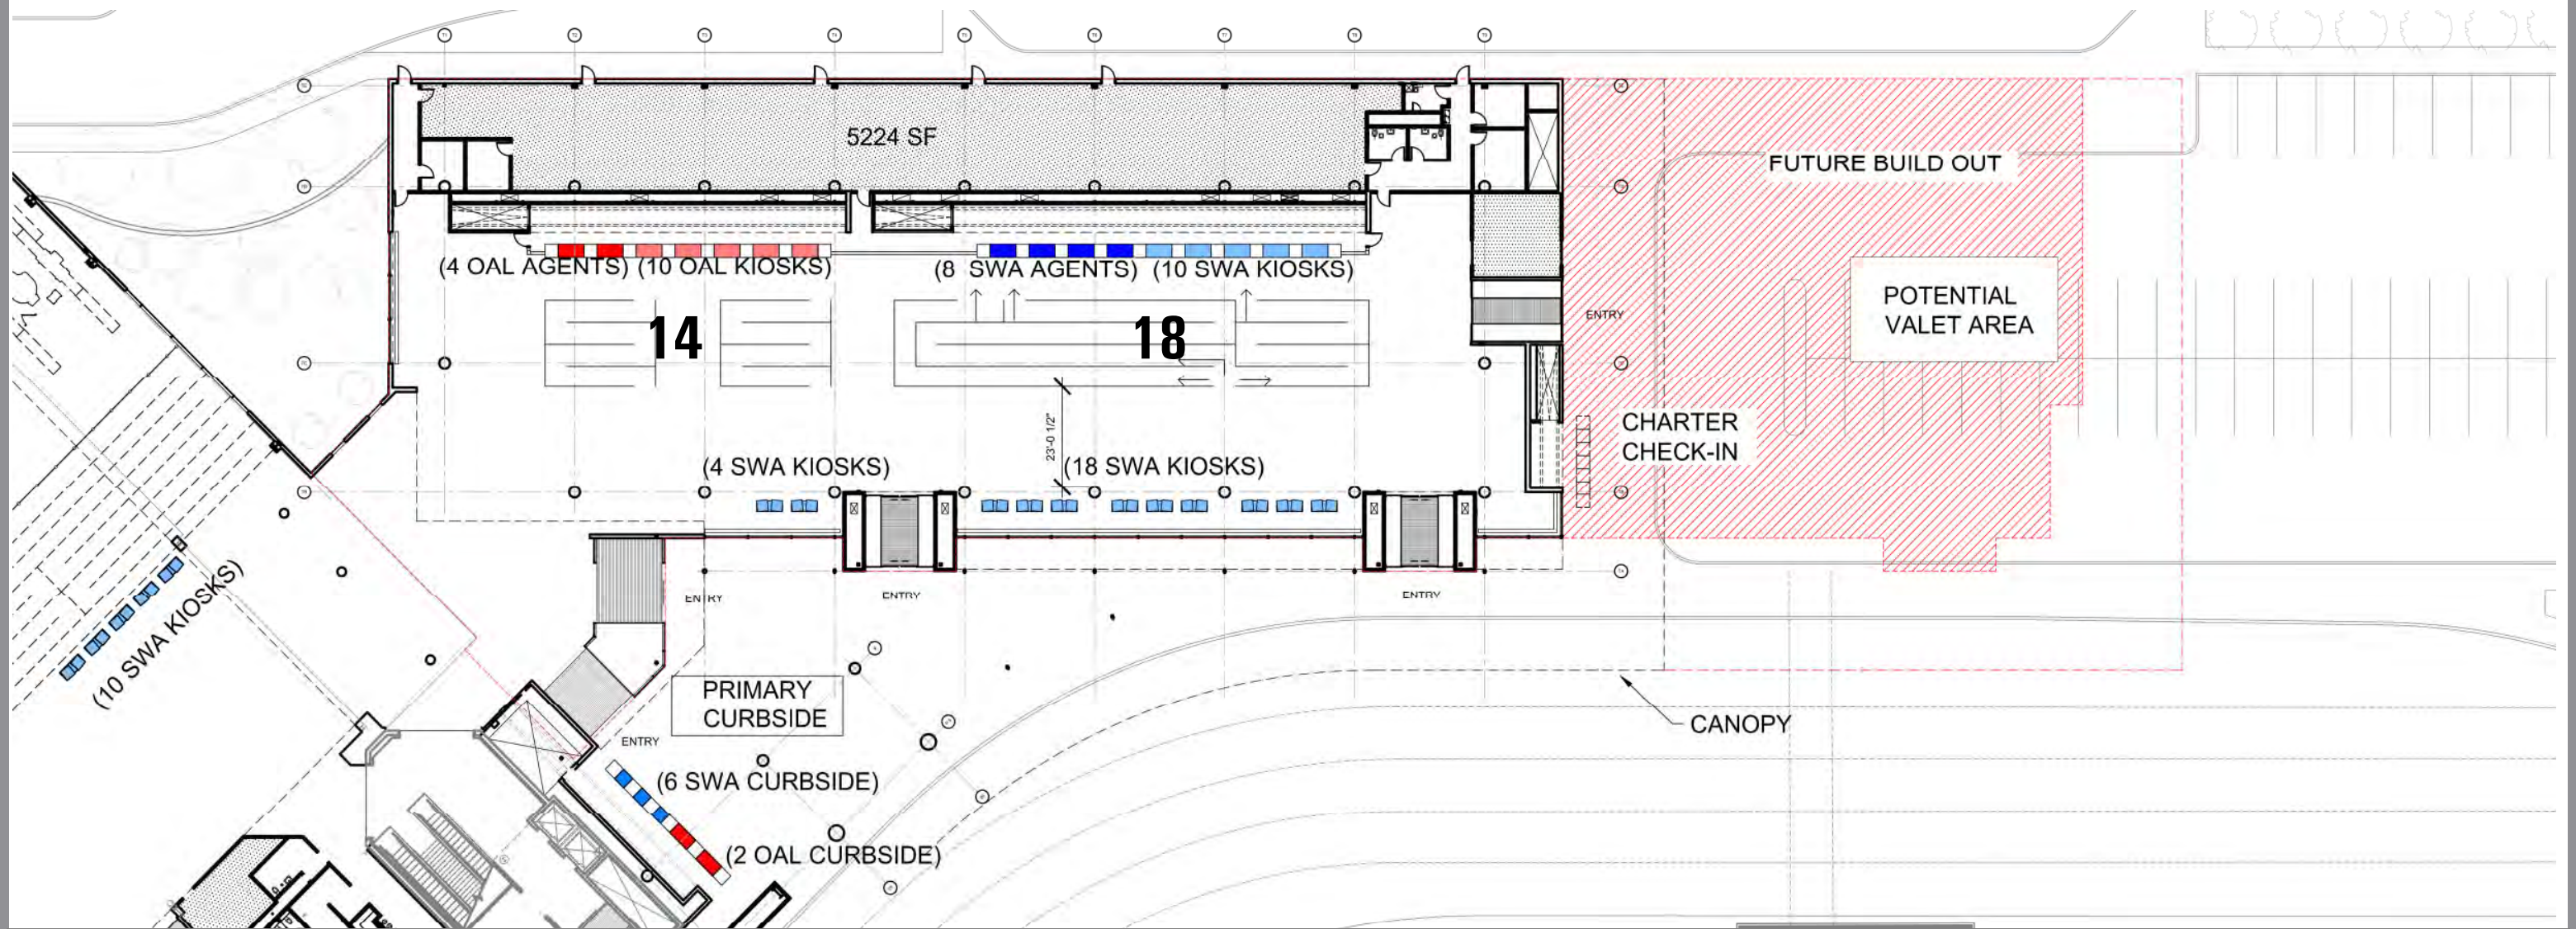 5224 SF
FUTURE BUILD OUT
(4 OAL AGENTS) (10 OAL KIOSKS)
(8 SWA AGENTS) (10 SWA KIOSKS)
14
18
ENTRY
POTENTIAL
VALET AREA
23'-0 1/2"
CHARTER
CHECK-IN
(4 SWA KIOSKS)
(18 SWA KIOSKS)
(10 SWA KIOSKS)
ENTRY
ENTRY
ENTRY
PRIMARY
CURBSIDE
CANOPY
ENTRY
(6 SWA CURBSIDE)
(2 OAL CURBSIDE)